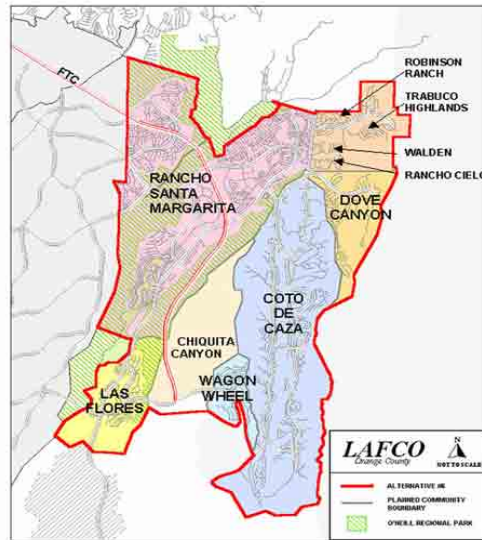 FTC
ROBINSON
RANCH
TRABUCO
HIGHLANDS
WALDEN
RANCHO CIELO
RANCHO
SANTA
MARGARITA
DOVE
CANYON
COTO
DE
CAZA
CHIQUITA
CANYON
WAGON
WHEEL
LAS
FLORES
LAFCO
Orange County
N
NOT TO SCALE
ALTERNATIVE #6
PLANNED COMMUNITY
BOUNDARY
O'NEILL REGIONAL PARK